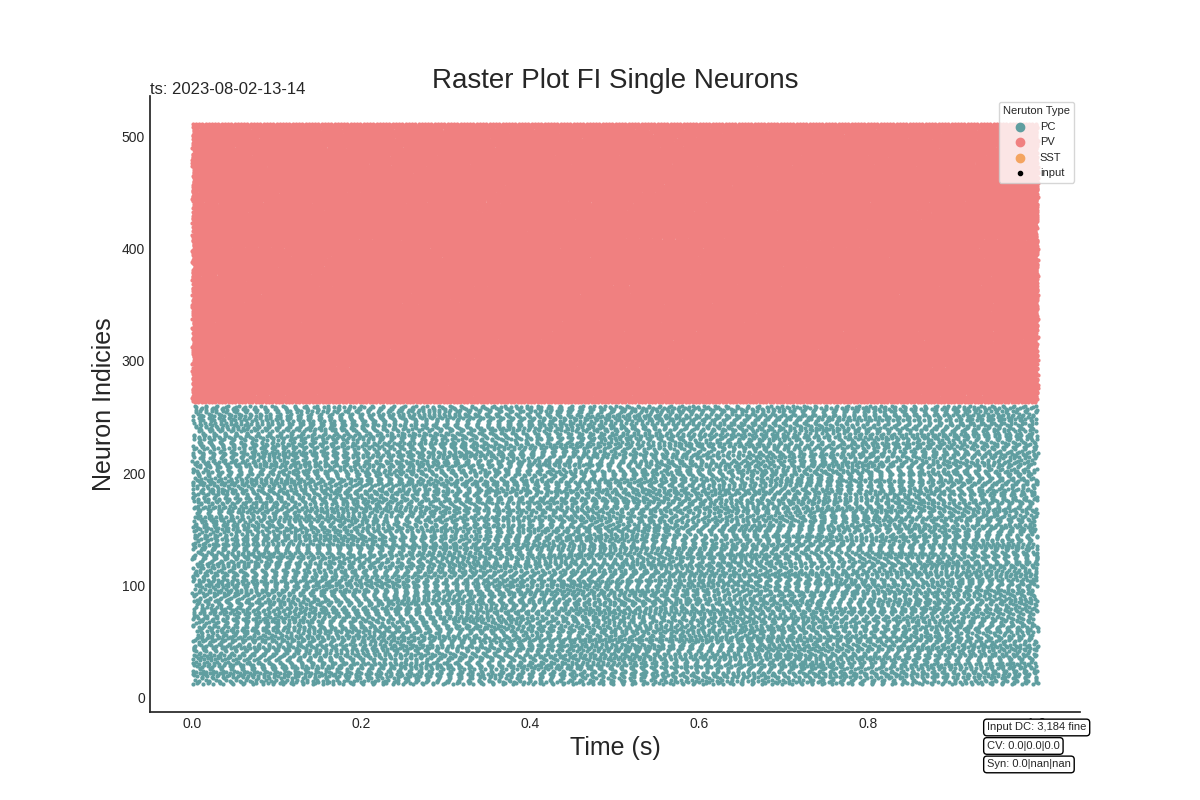 Raster Plot FI Single Neurons
ts: 2023-08-02-13-14
Neruton Type
PC
PV
SST
input
500
400
300
200
100
0
Neuron Indicies
0.0 0.2 0.4 0.6 0.8
Time (s)
Input DC: 3,184 fine
CV: 0.0|0.0|0.0
Syn: 0.0|nan|nan